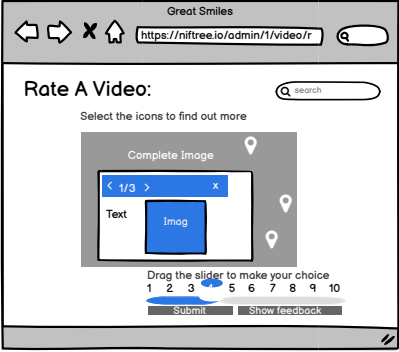 Great Smiles
https://niftree.io/admin/1/video/r
Rate A Video:
search
Select the icons to find out more
Complete Image
< 1/3 > x
Text
Imag
Drag the slider to make your choice
1 2 3 4 5 6 7 8 9 10
Submit
Show feedback